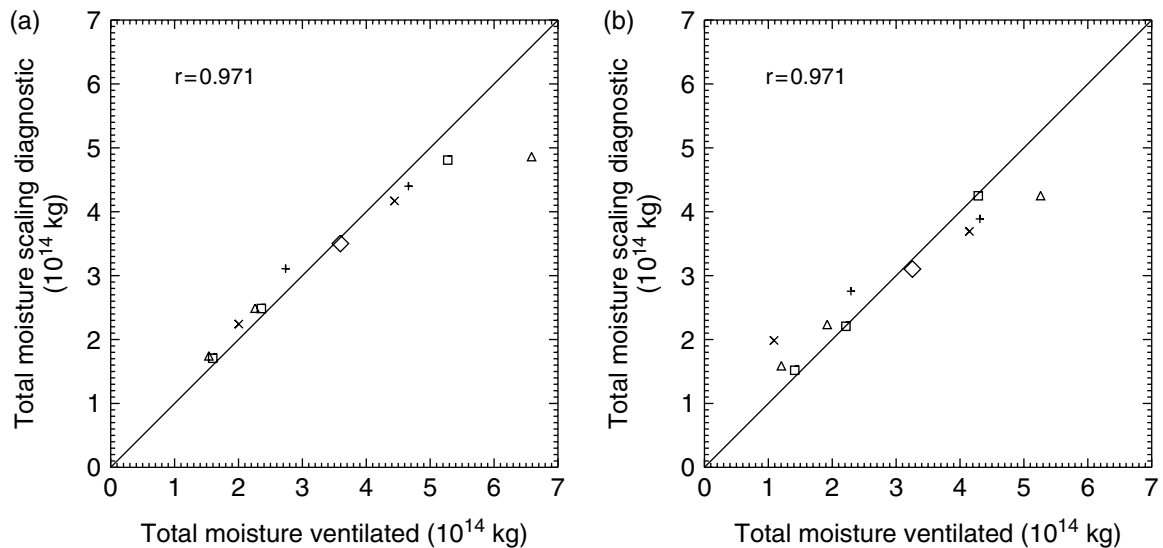 (a)
r=0.971
Total moisture scaling diagnostic
(10¹⁴ kg)
7
6
5
4
3
2
1
0
0 1 2 3 4 5 6 7
Total moisture ventilated (10¹⁴ kg)
(b)
r=0.971
Total moisture scaling diagnostic
(10¹⁴ kg)
7
6
5
4
3
2
1
0
0 1 2 3 4 5 6 7
Total moisture ventilated (10¹⁴ kg)